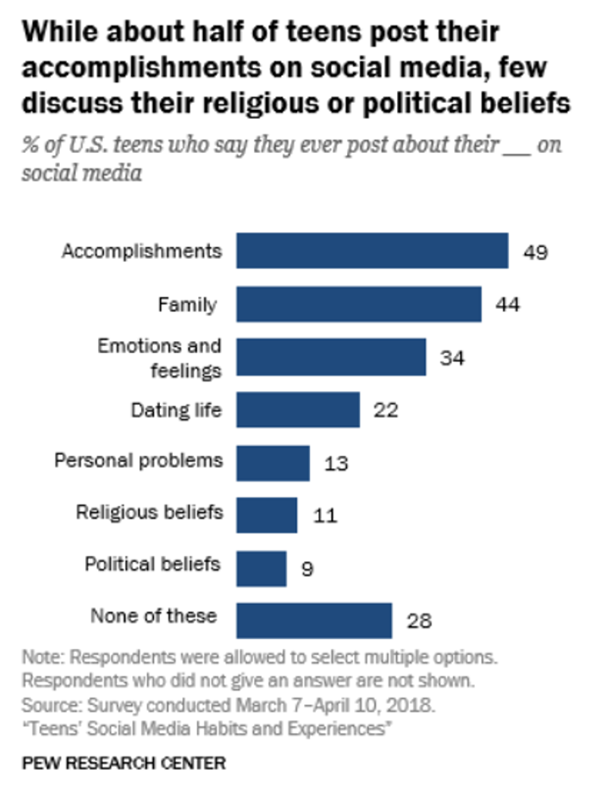 While about half of teens post their
accomplishments on social media, few
discuss their religious or political beliefs
% of U.S. teens who say they ever post about their __ on
social media
Accomplishments 49
Family 44
Emotions and
feelings 34
Dating life 22
Personal problems 13
Religious beliefs 11
Political beliefs 9
None of these 28
Note: Respondents were allowed to select multiple options.
Respondents who did not give an answer are not shown.
Source: Survey conducted March 7–April 10, 2018.
“Teens’ Social Media Habits and Experiences”
PEW RESEARCH CENTER